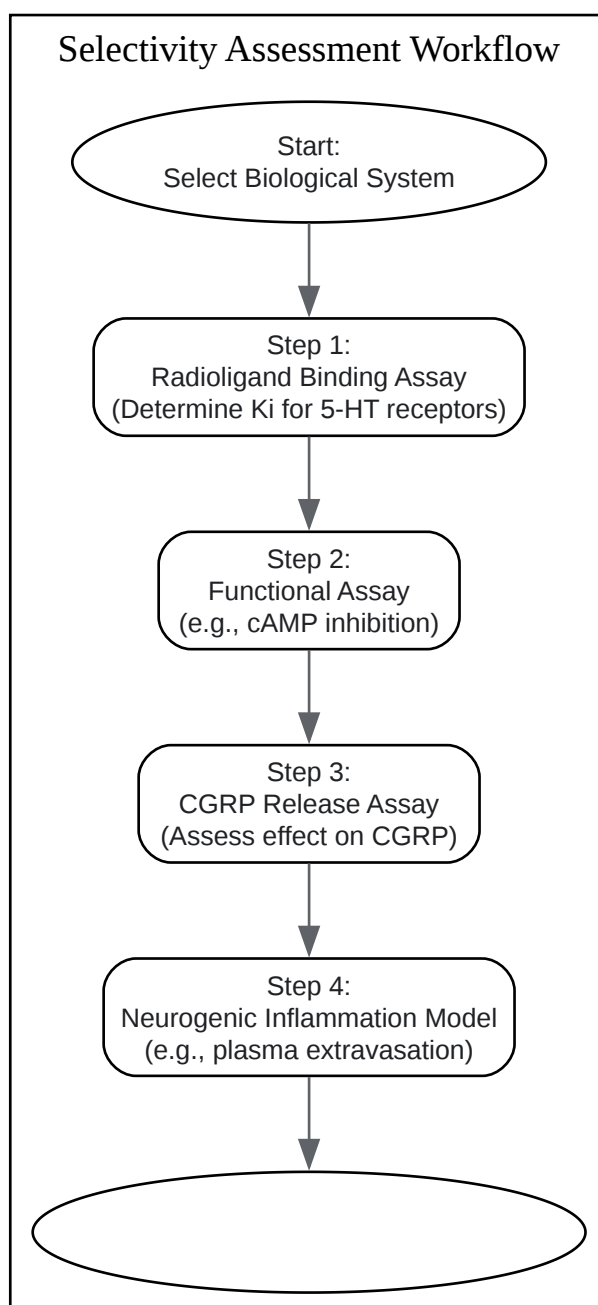 Selectivity Assessment Workflow
Start:
Select Biological System
Step 1:
Radioligand Binding Assay
(Determine Ki for 5-HT receptors)
Step 2:
Functional Assay
(e.g., cAMP inhibition)
Step 3:
CGRP Release Assay
(Assess effect on CGRP)
Step 4:
Neurogenic Inflammation Model
(e.g., plasma extravasation)